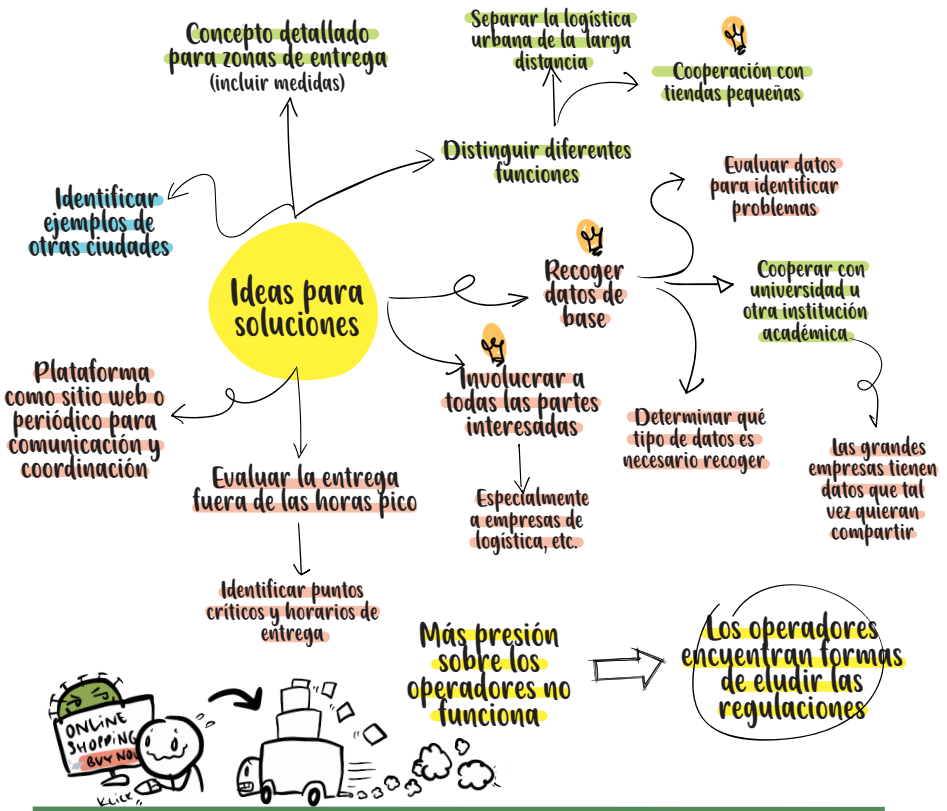 Concepto detallado
para zonas de entrega
(incluir medidas)
Separar la logística
urbana de la larga
distancia
Cooperación con
tiendas pequeñas
Distinguir diferentes
funciones
Evaluar datos
para identificar
problemas
Identificar
ejemplos de
otras ciudades
Ideas para
soluciones
Recoger
datos de
base
Cooperar con
universidad u
otra institución
académica
Plataforma
como sitio web o
periódico para
comunicación y
coordinación
Involucrar a
todas las partes
interesadas
Determinar qué
tipo de datos es
necesario recoger
Las grandes
empresas tienen
datos que tal
vez quieran
compartir
Evaluar la entrega
fuera de las horas pico
Especialmente
a empresas de
logística, etc.
Identificar puntos
críticos y horarios de
entrega
Más presión
sobre los
operadores no
funciona
Los operadores
encuentran formas
de eludir las
regulaciones
ONLINE
SHOPPING
BUY NOW
KLICK